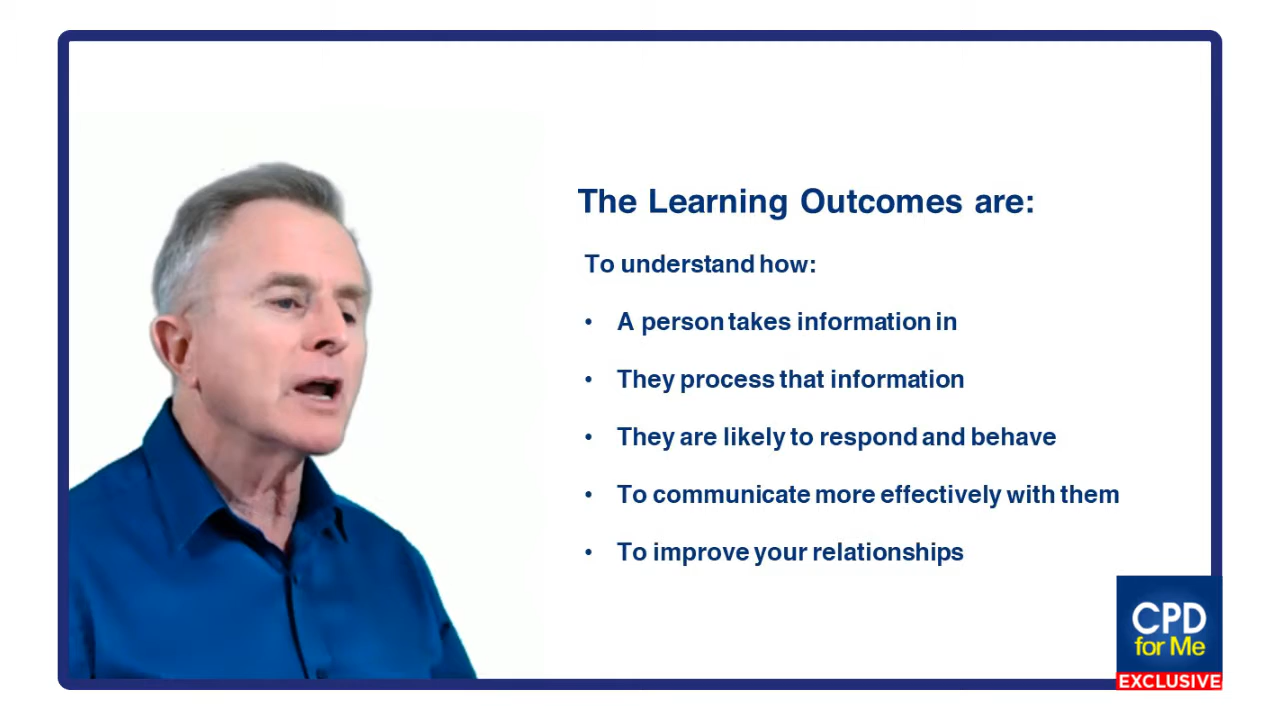 The Learning Outcomes are:
To understand how:
• A person takes information in
• They process that information
• They are likely to respond and behave
• To communicate more effectively with them
• To improve your relationships
CPD
for Me
EXCLUSIVE